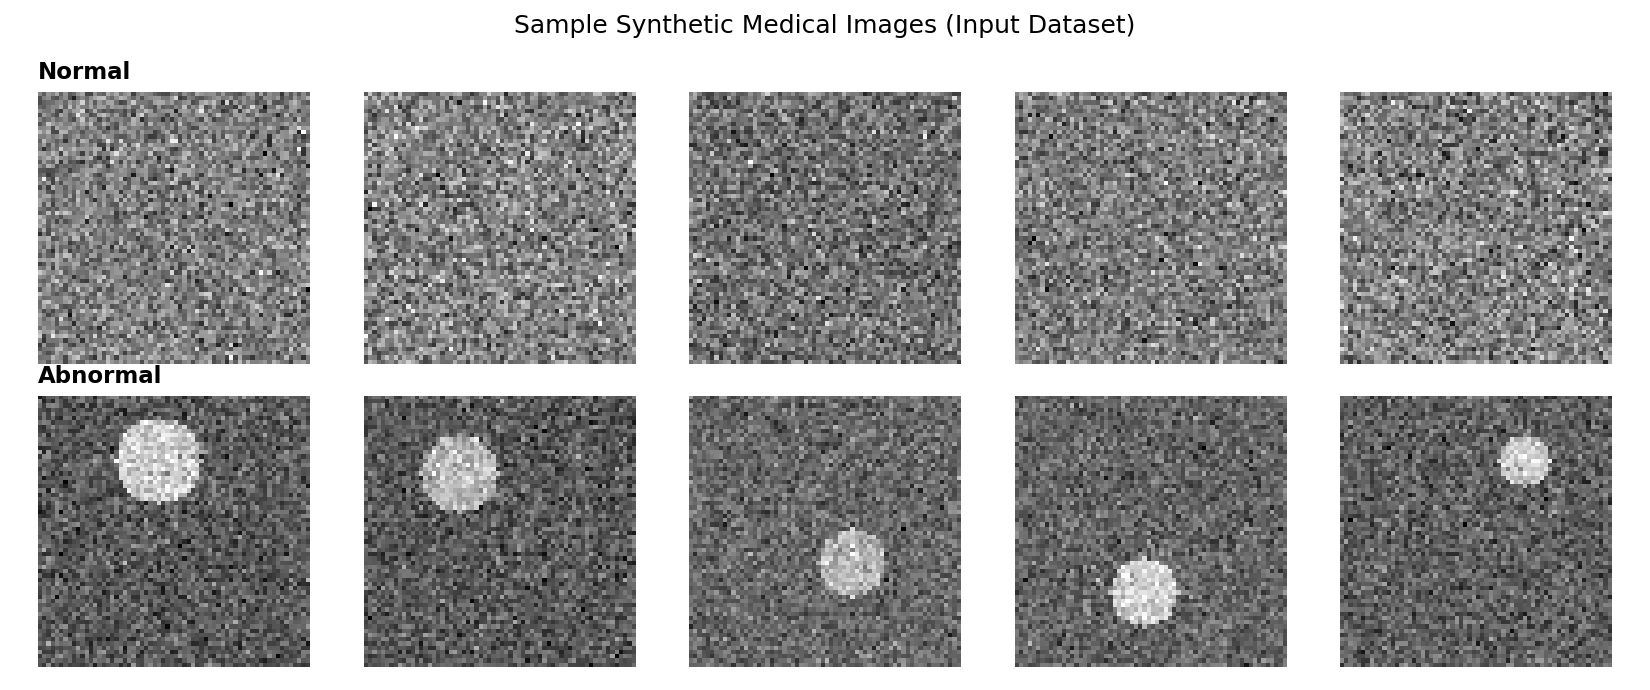 Sample Synthetic Medical Images (Input Dataset)
Normal
Abnormal